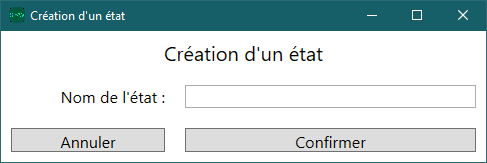 Création d'un état
Création d'un état
Nom de l'état :
Annuler Confirmer